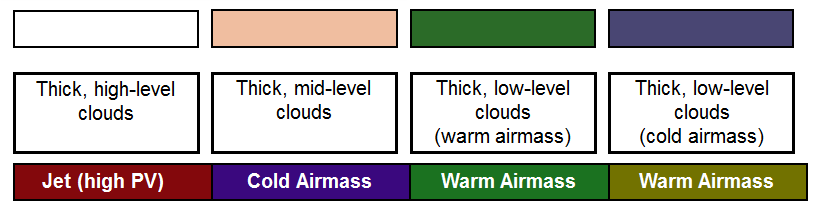 Thick, high-level
clouds
Thick, mid-level
clouds
Thick, low-level
clouds
(warm airmass)
Thick, low-level
clouds
(cold airmass)
Jet (high PV)
Cold Airmass
Warm Airmass
Warm Airmass